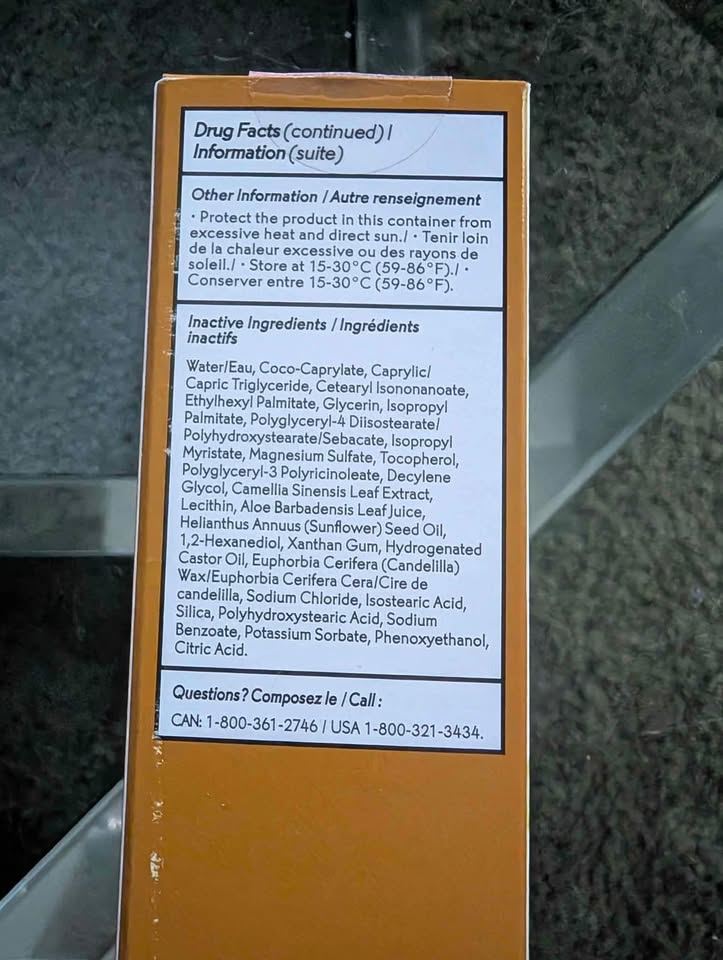 Drug Facts (continued) /
Information (suite)
Other Information / Autre renseignement
• Protect the product in this container from
excessive heat and direct sun./ • Tenir loin
de la chaleur excessive ou des rayons de
soleil./ • Store at 15-30°C (59-86°F)./ •
Conserver entre 15-30°C (59-86°F).
Inactive Ingredients / Ingrédients
inactifs
Water/Eau, Coco-Caprylate, Caprylic/
Capric Triglyceride, Cetearyl Isononanoate,
Ethylhexyl Palmitate, Glycerin, Isopropyl
Palmitate, Polyglyceryl-4 Diisostearate/
Polyhydroxystearate/Sebacate, Isopropyl
Myristate, Magnesium Sulfate, Tocopherol,
Polyglyceryl-3 Polyricinoleate, Decylene
Glycol, Camellia Sinensis Leaf Extract,
Lecithin, Aloe Barbadensis Leaf Juice,
Helianthus Annuus (Sunflower) Seed Oil,
1,2-Hexanediol, Xanthan Gum, Hydrogenated
Castor Oil, Euphorbia Cerifera (Candelilla)
Wax/Euphorbia Cerifera Cera/Cire de
candelilla, Sodium Chloride, Isostearic Acid,
Silica, Polyhydroxystearic Acid, Sodium
Benzoate, Potassium Sorbate, Phenoxyethanol,
Citric Acid.
Questions? Composez le / Call :
CAN: 1-800-361-2746 / USA 1-800-321-3434.